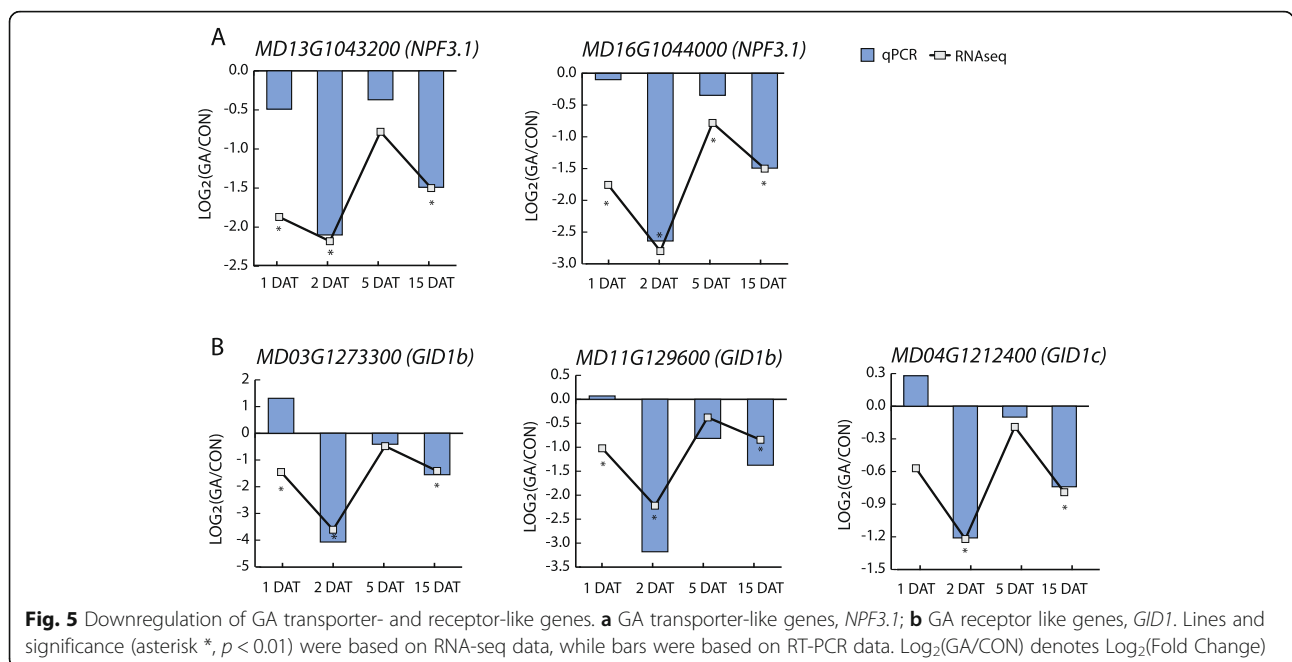 A
MD13G1043200 (NPF3.1)
MD16G1044000 (NPF3.1)
qPCR
RNAseq
LOG₂(GA/CON)
0.0
-0.5
-1.0
-1.5
-2.0
-2.5
1 DAT 2 DAT 5 DAT 15 DAT
*
*
*
LOG₂(GA/CON)
0.0
-0.5
-1.0
-1.5
-2.0
-2.5
-3.0
1 DAT 2 DAT 5 DAT 15 DAT
*
*
*
*
B
MD03G1273300 (GID1b)
MD11G129600 (GID1b)
MD04G1212400 (GID1c)
LOG₂(GA/CON)
2
1
0
-1
-2
-3
-4
-5
1 DAT 2 DAT 5 DAT 15 DAT
*
*
*
LOG₂(GA/CON)
0.5
0.0
-0.5
-1.0
-1.5
-2.0
-2.5
-3.0
-3.5
1 DAT 2 DAT 5 DAT 15 DAT
*
*
*
LOG₂(GA/CON)
0.3
0.0
-0.3
-0.6
-0.9
-1.2
-1.5
1 DAT 2 DAT 5 DAT 15 DAT
*
*
Fig. 5 Downregulation of GA transporter- and receptor-like genes. a GA transporter-like genes, NPF3.1; b GA receptor like genes, GID1. Lines and
significance (asterisk *, p < 0.01) were based on RNA-seq data, while bars were based on RT-PCR data. Log₂(GA/CON) denotes Log₂(Fold Change)